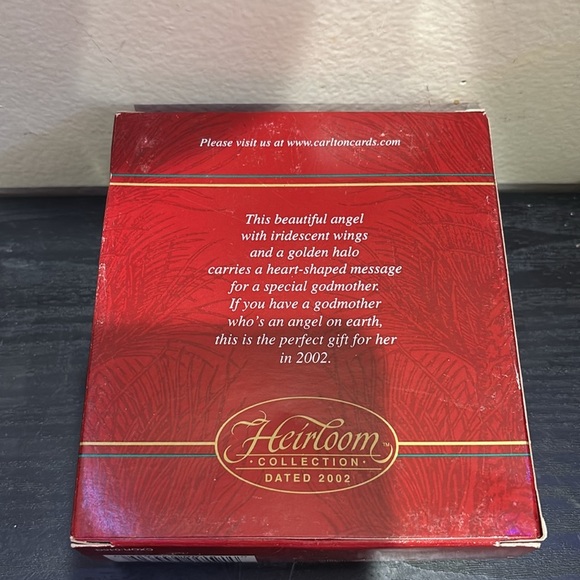 Please visit us at www.carltoncards.com
This beautiful angel
with iridescent wings
and a golden halo
carries a heart-shaped message
for a special godmother.
If you have a godmother
who's an angel on earth,
this is the perfect gift for her
in 2002.
Heirloom™
·COLLECTION·
DATED 2002